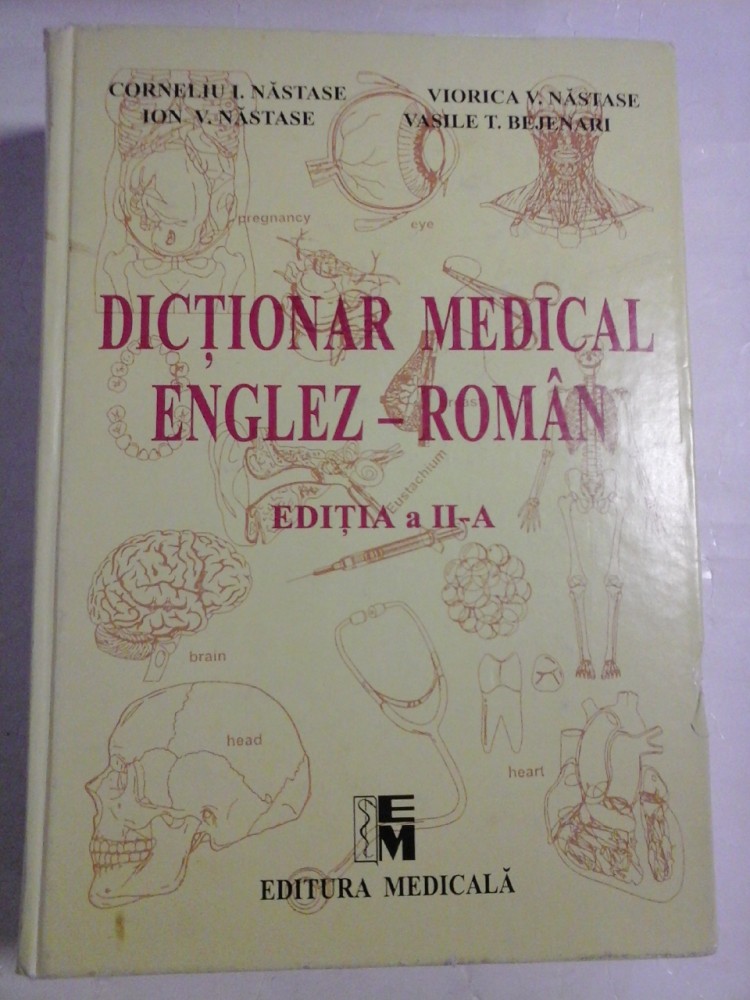 CORNELIU I. NĂSTASE VIORICA V. NĂSTASE
ION V. NĂSTASE VASILE T. BEJENARI
pregnancy
eye
DICȚIONAR MEDICAL
ENGLEZ – ROMÂN
Eustachium
EDIȚIA a II-A
brain
head
heart
EM
EDITURA MEDICALĂ